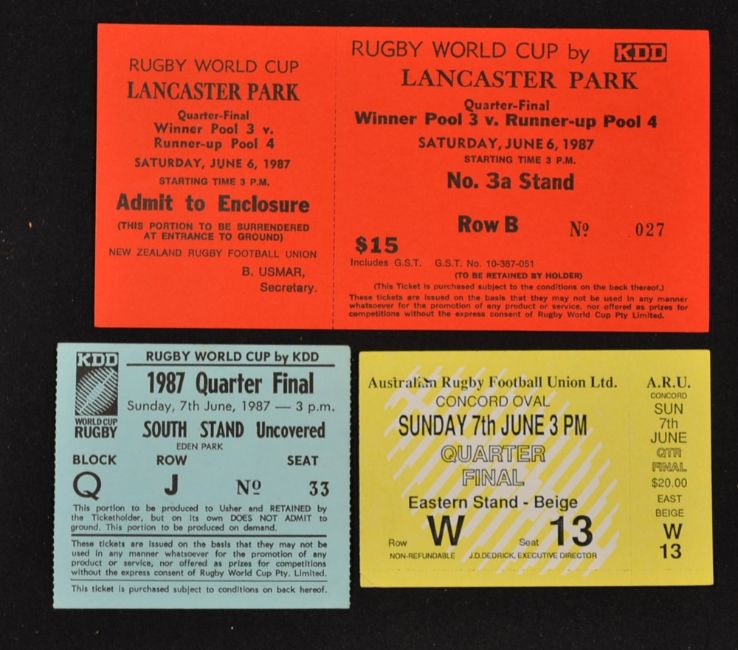 RUGBY WORLD CUP
LANCASTER PARK
Quarter-Final
Winner Pool 3 v.
Runner-up Pool 4
SATURDAY, JUNE 6, 1987
STARTING TIME 3 P.M.
Admit to Enclosure
(THIS PORTION TO BE SURRENDERED
AT ENTRANCE TO GROUND)
NEW ZEALAND RUGBY FOOTBALL UNION
B. USMAR,
Secretary.
RUGBY WORLD CUP by KDD
LANCASTER PARK
Quarter-Final
Winner Pool 3 v. Runner-up Pool 4
SATURDAY, JUNE 6, 1987
STARTING TIME 3 P.M.
No. 3a Stand
Row B Nº 027
$15
Includes G.S.T. G.S.T. No. 10-387-051
(TO BE RETAINED BY HOLDER)
(This Ticket is purchased subject to the conditions on the back thereof.)
These tickets are issued on the basis that they may not be used in any manner
whatsoever for the promotion of any product or service, nor offered as prizes for
competitions without the express consent of Rugby World Cup Pty. Limited.
KDD
WORLD CUP
RUGBY
RUGBY WORLD CUP by KDD
1987 Quarter Final
Sunday, 7th June, 1987 — 3 p.m.
SOUTH STAND Uncovered
EDEN PARK
BLOCK ROW SEAT
Q J Nº 33
This portion to be produced to Usher and RETAINED by
the Ticketholder, but on its own DOES NOT ADMIT to
ground. This portion to be produced on demand.
These tickets are issued on the basis that they may not be
used in any manner whatsoever for the promotion of any
product or service, nor offered as prizes for competitions
without the express consent of Rugby World Cup Pty. Limited.
This ticket is purchased subject to conditions on back hereof.
Australian Rugby Football Union Ltd.
CONCORD OVAL
SUNDAY 7TH JUNE 3 PM
QUARTER
FINAL
Eastern Stand - Beige
Row W Seat 13
NON-REFUNDABLE J.D.DEDRICK, EXECUTIVE DIRECTOR
A.R.U.
CONCORD
SUN
7th
JUNE
QTR
FINAL
$20.00
EAST
BEIGE
W
13